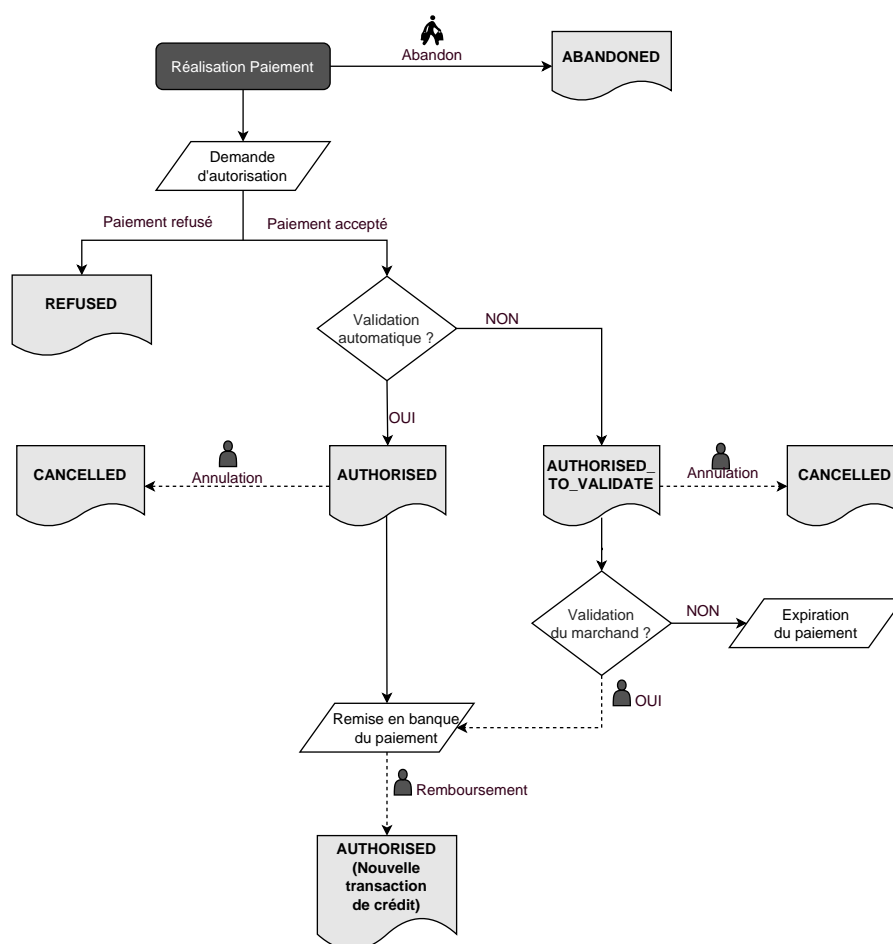 Abandon
Réalisation Paiement
ABANDONED
Demande
d'autorisation
Paiement refusé
Paiement accepté
REFUSED
Validation
automatique ?
NON
OUI
CANCELLED
Annulation
AUTHORISED
AUTHORISED_
TO_VALIDATE
Annulation
CANCELLED
Validation
du marchand ?
NON
Expiration
du paiement
OUI
Remise en banque
du paiement
Remboursement
AUTHORISED
(Nouvelle
transaction
de crédit)